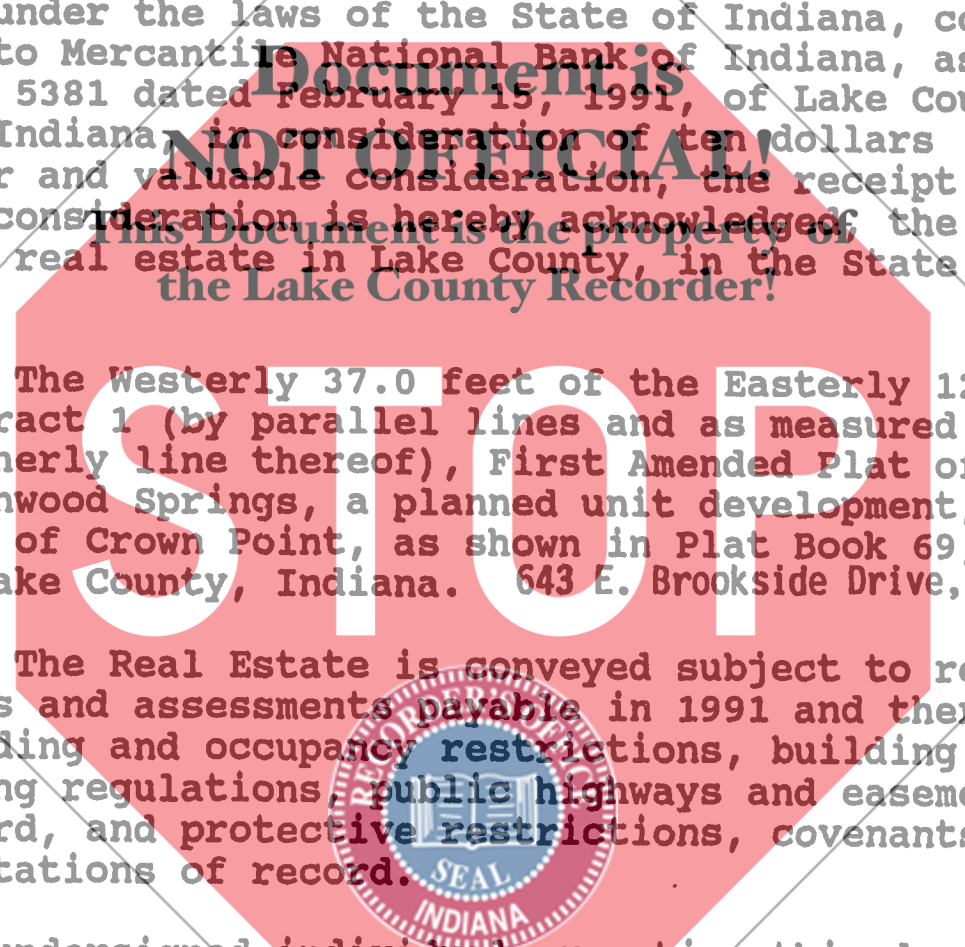 under the laws of the State of Indiana, co
to Mercantile National Bank of Indiana, as
5381 dated February 15, 1991, of Lake Cou
Indiana, in consideration of ten dollars
r and valuable consideration, the receipt
consideration is hereby acknowledged, the
real estate in Lake County, in the State
Document is
NOT OFFICIAL!
This Document is the property of
the Lake County Recorder!
STOP
The Westerly 37.0 feet of the Easterly 12
ract 1 (by parallel lines and as measured
herly line thereof), First Amended Plat of
nwood Springs, a planned unit development,
of Crown Point, as shown in Plat Book 69,
ake County, Indiana. 643 E. Brookside Drive,
The Real Estate is conveyed subject to re
s and assessments payable in 1991 and ther
ding and occupancy restrictions, building
ng regulations, public highways and easeme
rd, and protective restrictions, covenants
tations of record.
RECORDER'S OFFICE
SEAL
INDIANA